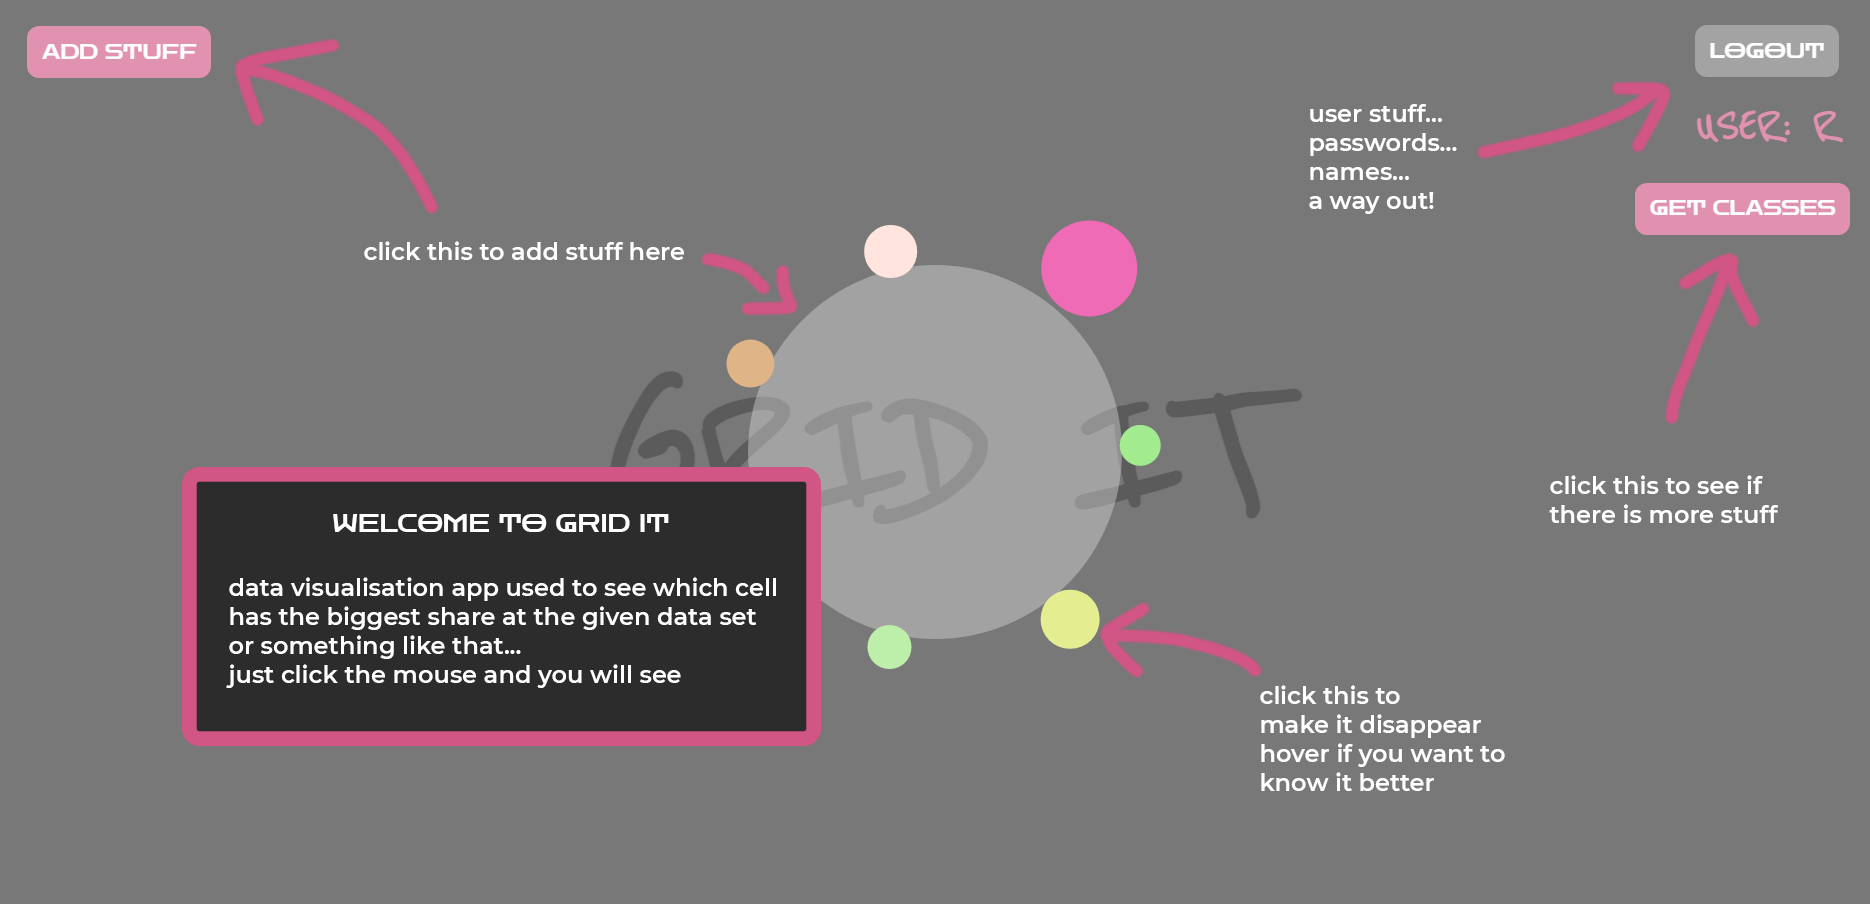 ADD STUFF
LOGOUT
user stuff...
passwords...
names...
a way out!
USER: R
GET CLASSES
click this to add stuff here
GRID IT
click this to see if
there is more stuff
WELCOME TO GRID IT
data visualisation app used to see which cell
has the biggest share at the given data set
or something like that...
just click the mouse and you will see
click this to
make it disappear
hover if you want to
know it better